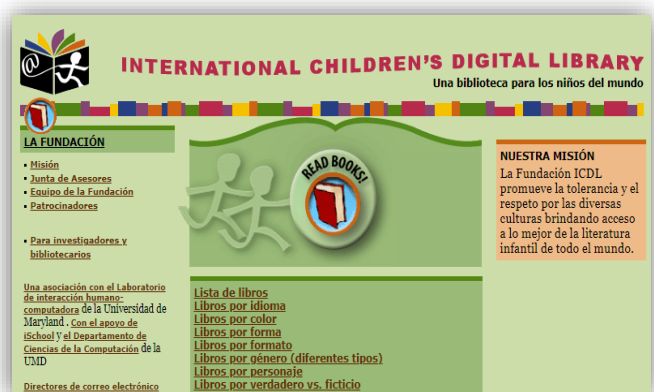 @
INTERNATIONAL CHILDREN'S DIGITAL LIBRARY
Una biblioteca para los niños del mundo
LA FUNDACIÓN
Misión
Junta de Asesores
Equipo de la Fundación
Patrocinadores
Para investigadores y
bibliotecarios
Una asociación con el Laboratorio
de interacción humano-
computadora de la Universidad de
Maryland . Con el apoyo de
iSchool y el Departamento de
Ciencias de la Computación de la
UMD
Directores de correo electrónico
READ BOOKS!
Lista de libros
Libros por idioma
Libros por color
Libros por forma
Libros por formato
Libros por género (diferentes tipos)
Libros por personaje
Libros por verdadero vs. ficticio
NUESTRA MISIÓN
La Fundación ICDL
promueve la tolerancia y el
respeto por las diversas
culturas brindando acceso
a lo mejor de la literatura
infantil de todo el mundo.